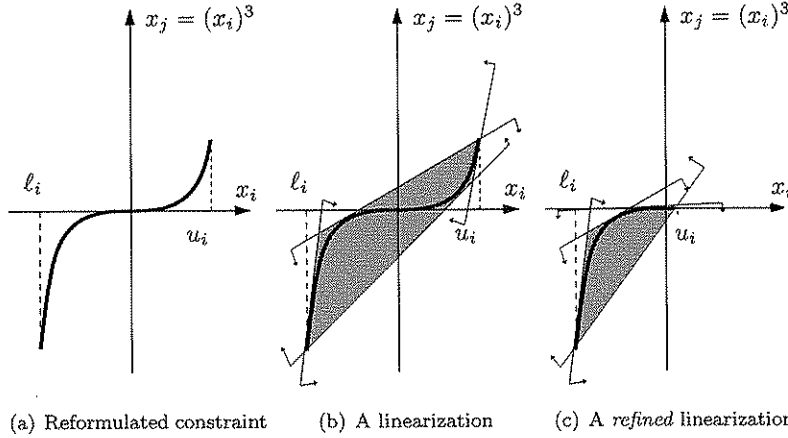 x_j = (x_i)^3
x_j = (x_i)^3
x_j = (x_i)^3
ℓ_i
x_i
u_i
ℓ_i
x_i
u_i
ℓ_i
x_i
u_i
(a) Reformulated constraint
(b) A linearization
(c) A refined linearization